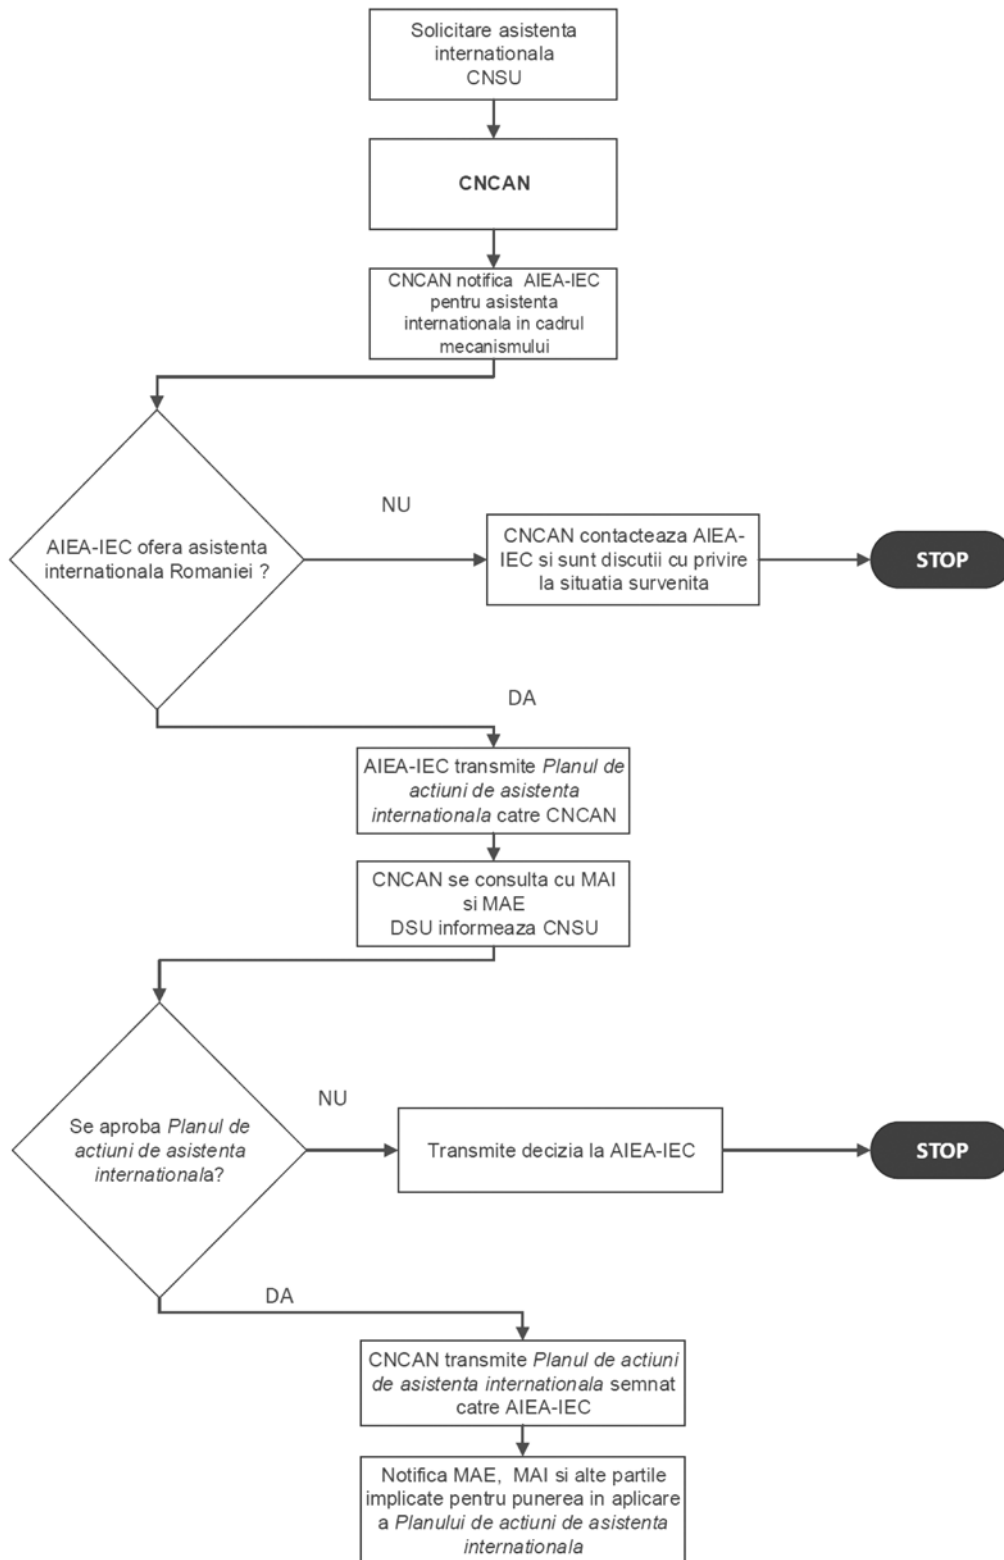 Solicitare asistenta
internationala
CNSU
CNCAN
CNCAN notifica AIEA-IEC
pentru asistenta
internationala in cadrul
mecanismului
AIEA-IEC ofera asistenta
internationala Romaniei ?
NU
CNCAN contacteaza AIEA-
IEC si sunt discutii cu privire
la situatia survenita
STOP
DA
AIEA-IEC transmite Planul de
actiuni de asistenta
internationala catre CNCAN
CNCAN se consulta cu MAI
si MAE
DSU informeaza CNSU
Se aproba Planul de
actiuni de asistenta
internationala?
NU
Transmite decizia la AIEA-IEC
STOP
DA
CNCAN transmite Planul de actiuni
de asistenta internationala semnat
catre AIEA-IEC
Notifica MAE, MAI si alte partile
implicate pentru punerea in aplicare
a Planului de actiuni de asistenta
internationala